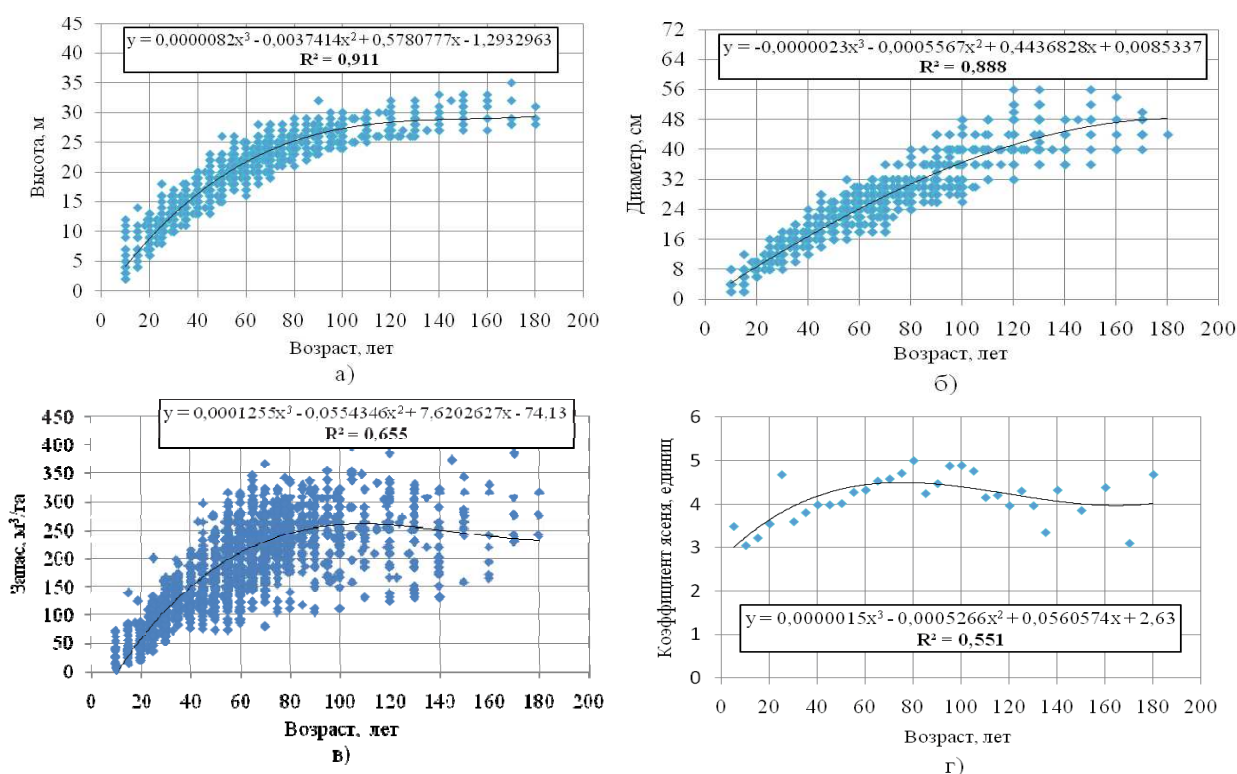 45
40
35
30
25
20
15
10
5
0
Высота, м
y = 0,0000082x³ - 0,0037414x² + 0,5780777x - 1,2932963
R² = 0,911
0 20 40 60 80 100 120 140 160 180 200
Возраст, лет
а)
72
64
56
48
40
32
24
16
8
0
Диаметр, см
y = -0,0000023x³ - 0,0005567x² + 0,4436828x + 0,0085337
R² = 0,888
0 20 40 60 80 100 120 140 160 180 200
Возраст, лет
б)
450
400
350
300
250
200
150
100
50
0
Запас, м³/га
y = 0,0001255x³ - 0,0554346x² + 7,6202627x - 74,13
R² = 0,655
0 20 40 60 80 100 120 140 160 180 200
Возраст, лет
в)
6
5
4
3
2
1
0
Коэффициент ясеня, единиц
y = 0,0000015x³ - 0,0005266x² + 0,0560574x + 2,63
R² = 0,551
0 20 40 60 80 100 120 140 160 180 200
Возраст, лет
г)